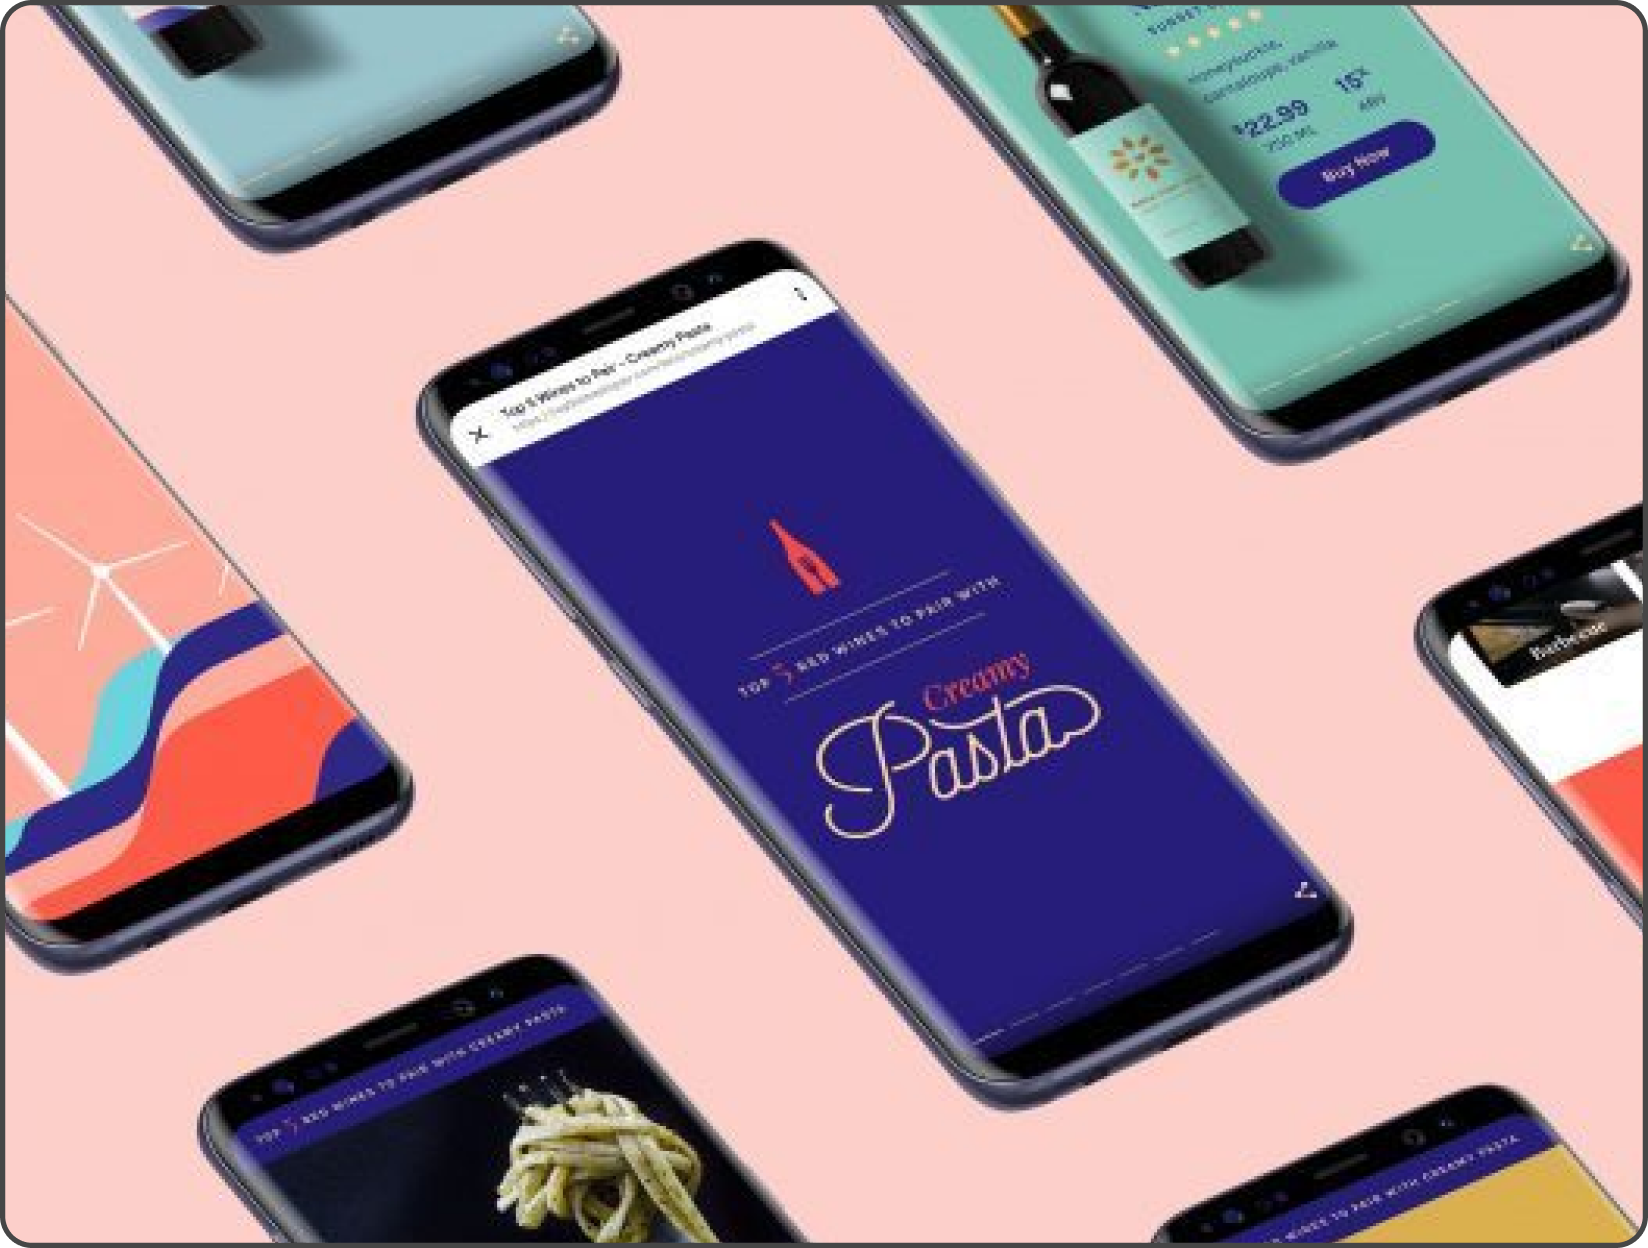 SUNSET
honeysuckle,
cantaloupe, vanilla
$22.99
750 ML
15%
ABV
Buy Now
Top 5 Wines to Pair - Creamy Pasta
TOP 5 RED WINES TO PAIR WITH
Creamy
Pasta
Barbecue
TOP 5 RED WINES TO PAIR WITH CREAMY PASTA
WINES TO PAIR WITH CREAMY PASTA